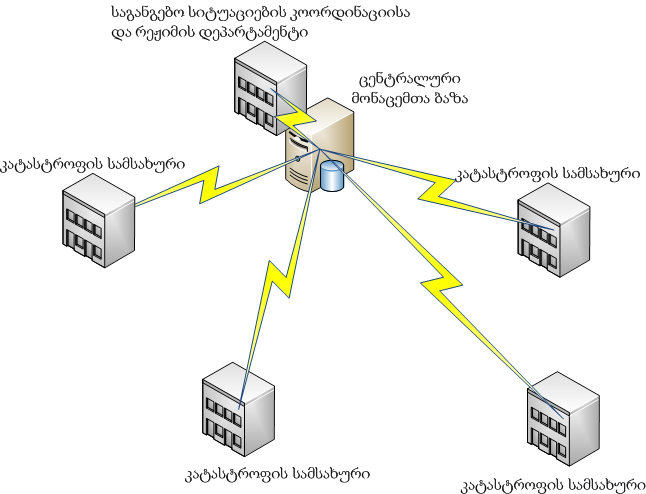 საგანგებო სიტუაციების კოორდინაციისა
და რეჟიმის დეპარტამენტი
ცენტრალური
მონაცემთა ბაზა
კატასტროფის სამსახური
კატასტროფის სამსახური
კატასტროფის სამსახური
კატასტროფის სამსახური